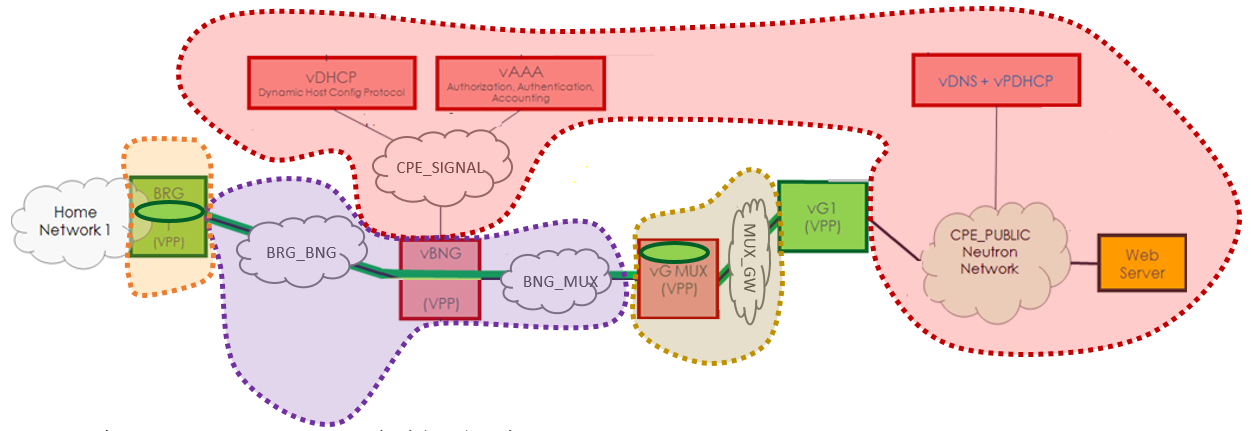 vDHCP
Dynamic Host Config Protocol
vAAA
Authorization, Authentication,
Accounting
vDNS + vPDHCP
CPE_SIGNAL
BRG
(VPP)
Home
Network 1
BRG_BNG
vBNG
(VPP)
BNG_MUX
vG MUX
(VPP)
MUX_GW
vG1
(VPP)
CPE_PUBLIC
Neutron
Network
Web
Server